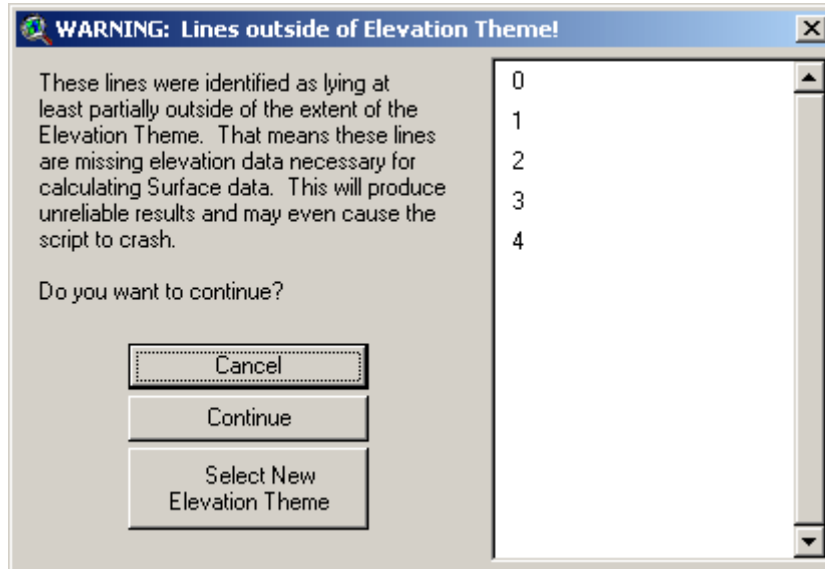 WARNING: Lines outside of Elevation Theme!
These lines were identified as lying at
least partially outside of the extent of the
Elevation Theme. That means these lines
are missing elevation data necessary for
calculating Surface data. This will produce
unreliable results and may even cause the
script to crash.
Do you want to continue?
Cancel
Continue
Select New
Elevation Theme
0
1
2
3
4